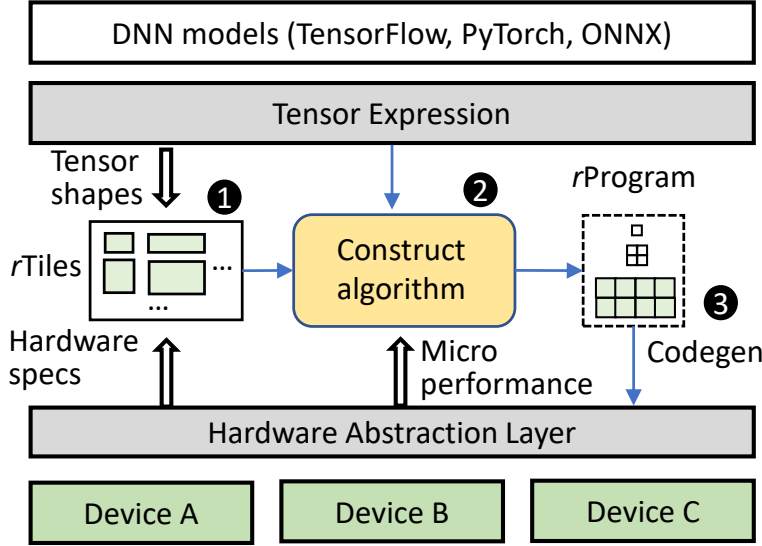 DNN models (TensorFlow, PyTorch, ONNX)
Tensor Expression
Tensor
shapes
1
2
rProgram
rTiles
...
...
Construct
algorithm
3
Hardware
specs
Micro
performance
Codegen
Hardware Abstraction Layer
Device A
Device B
Device C